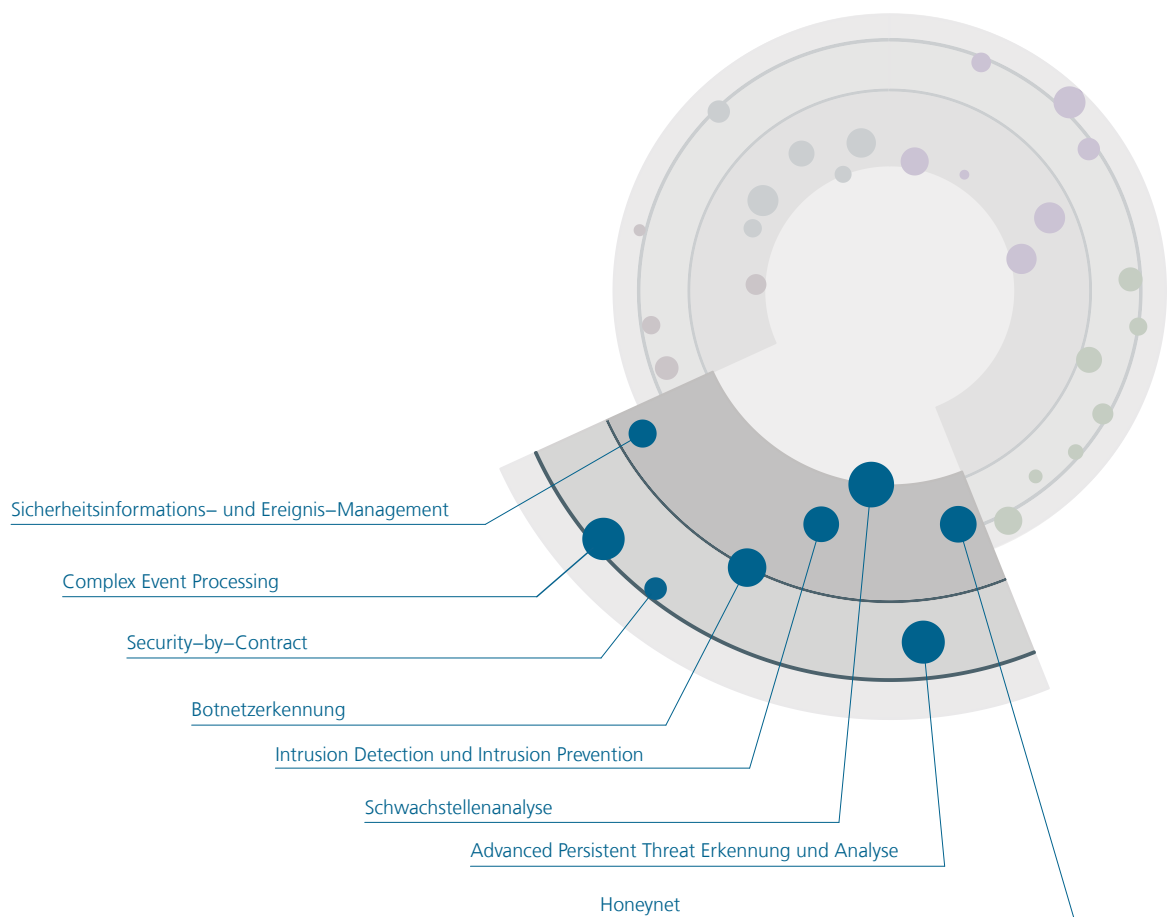 Sicherheitsinformations– und Ereignis–Management
Complex Event Processing
Security–by–Contract
Botnetzerkennung
Intrusion Detection und Intrusion Prevention
Schwachstellenanalyse
Advanced Persistent Threat Erkennung und Analyse
Honeynet